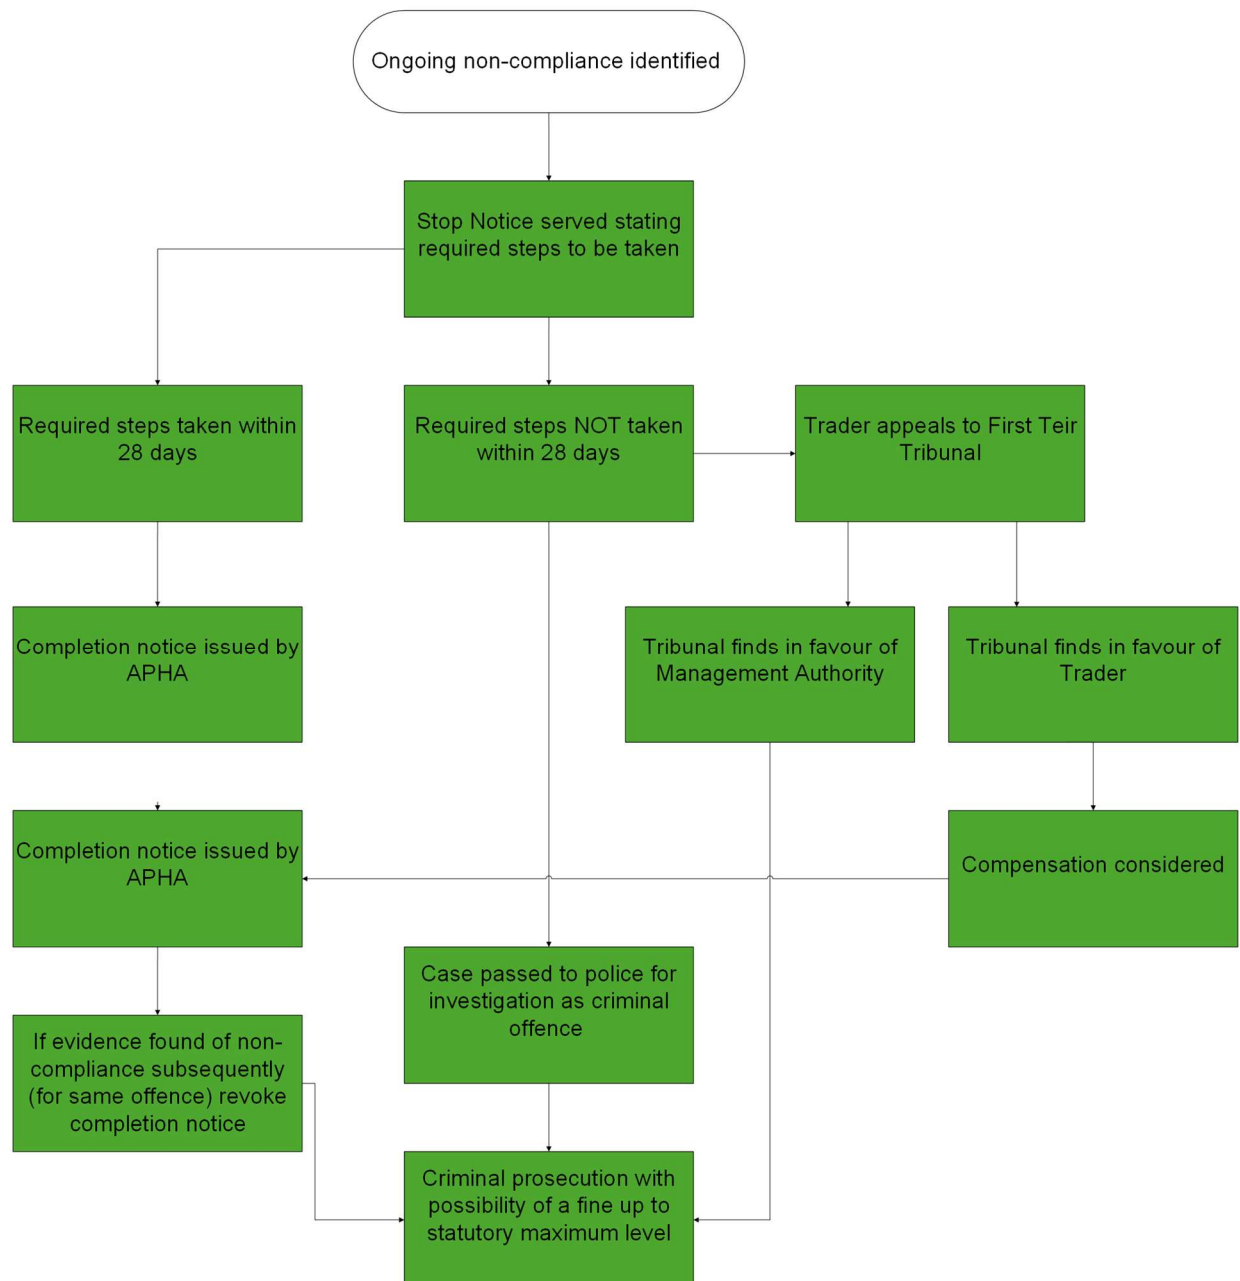 Ongoing non-compliance identified
Stop Notice served stating
required steps to be taken
Required steps taken within
28 days
Required steps NOT taken
within 28 days
Trader appeals to First Teir
Tribunal
Completion notice issued by
APHA
Tribunal finds in favour of
Management Authority
Tribunal finds in favour of
Trader
Completion notice issued by
APHA
Compensation considered
Case passed to police for
investigation as criminal
offence
If evidence found of non-
compliance subsequently
(for same offence) revoke
completion notice
Criminal prosecution with
possibility of a fine up to
statutory maximum level